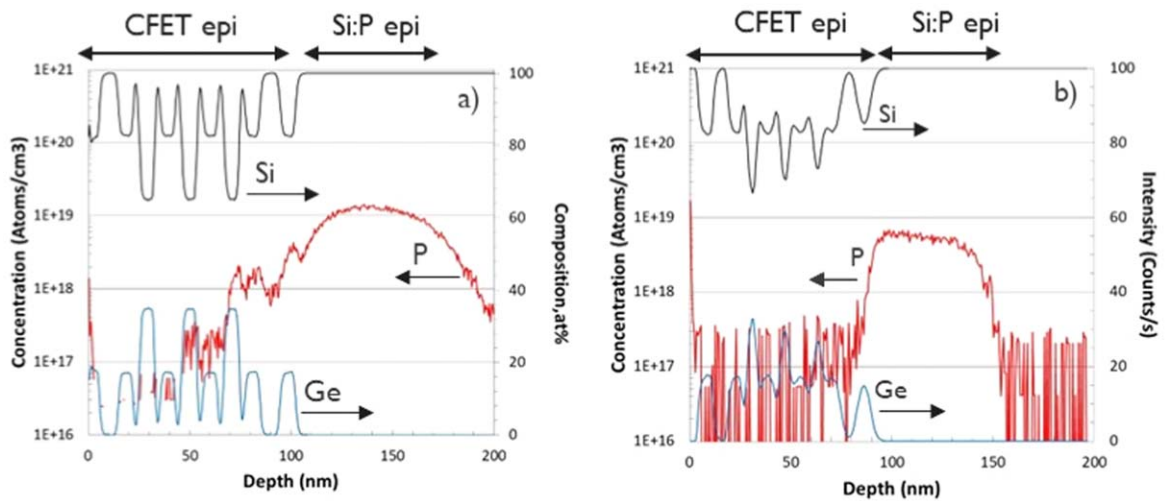 CFET epi Si:P epi
a)
1E+21
1E+20
1E+19
1E+18
1E+17
1E+16
Concentration (Atoms/cm3)
Si
P
Ge
100
80
60
40
20
0
Composition,at%
0 50 100 150 200
Depth (nm)
CFET epi Si:P epi
b)
1E+21
1E+20
1E+19
1E+18
1E+17
1E+16
Concentration (Atoms/cm3)
Si
P
Ge
100
80
60
40
20
0
Intensity (Counts/s)
0 50 100 150 200
Depth (nm)